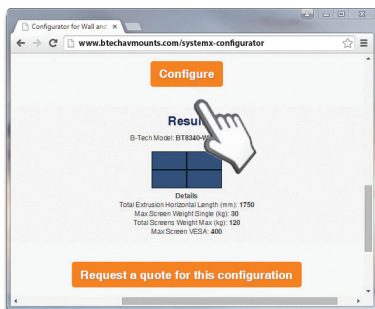 Configurator for Wall and
www.btechavmounts.com/systemx-configurator
Configure
B-Tech Model:
Details
Total Extrusion Horizontal Length (mm): 1750
Max Screen Weight Single (kg): 30
Total Screens Weight Max (kg): 120
Max Screen VESA: 400
Request a quote for this configuration